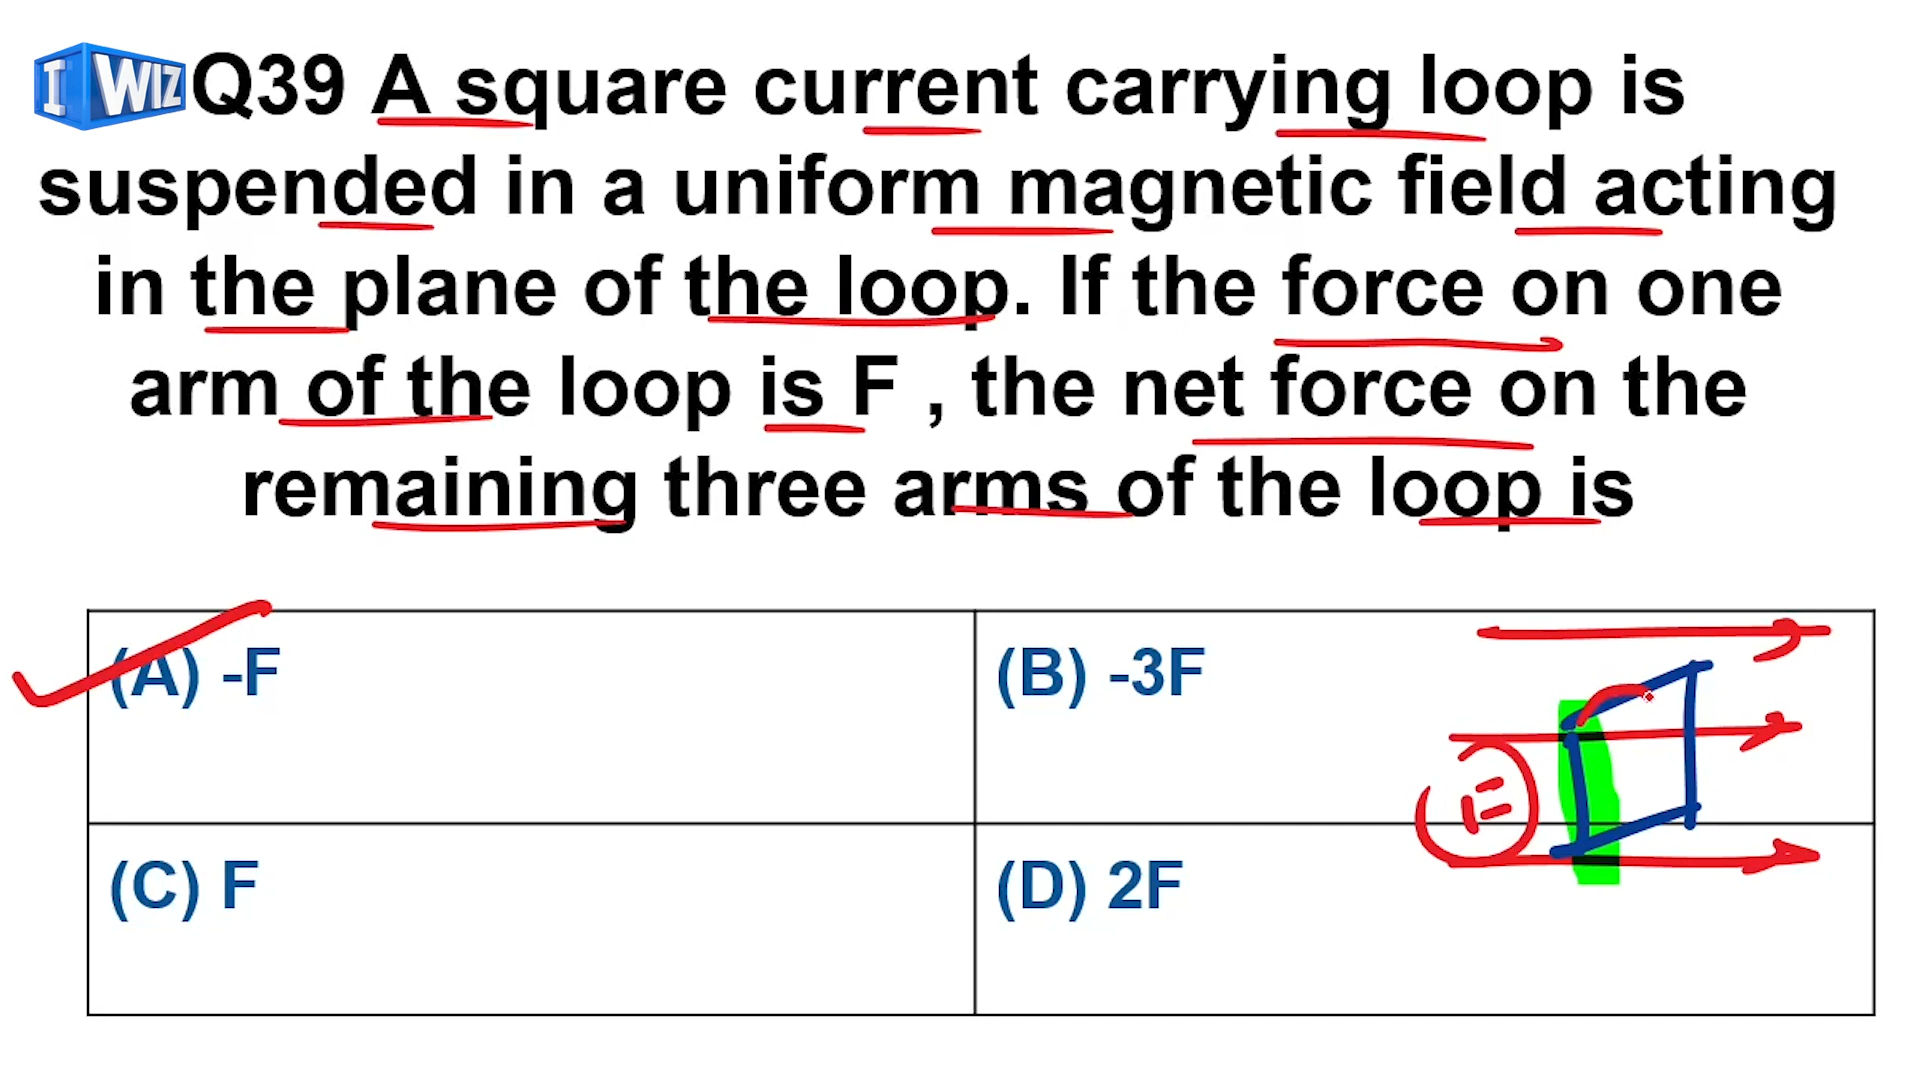 I WIZ Q39 A square current carrying loop is
suspended in a uniform magnetic field acting
in the plane of the loop. If the force on one
arm of the loop is F , the net force on the
remaining three arms of the loop is
(A) -F
(B) -3F
F
(C) F
(D) 2F